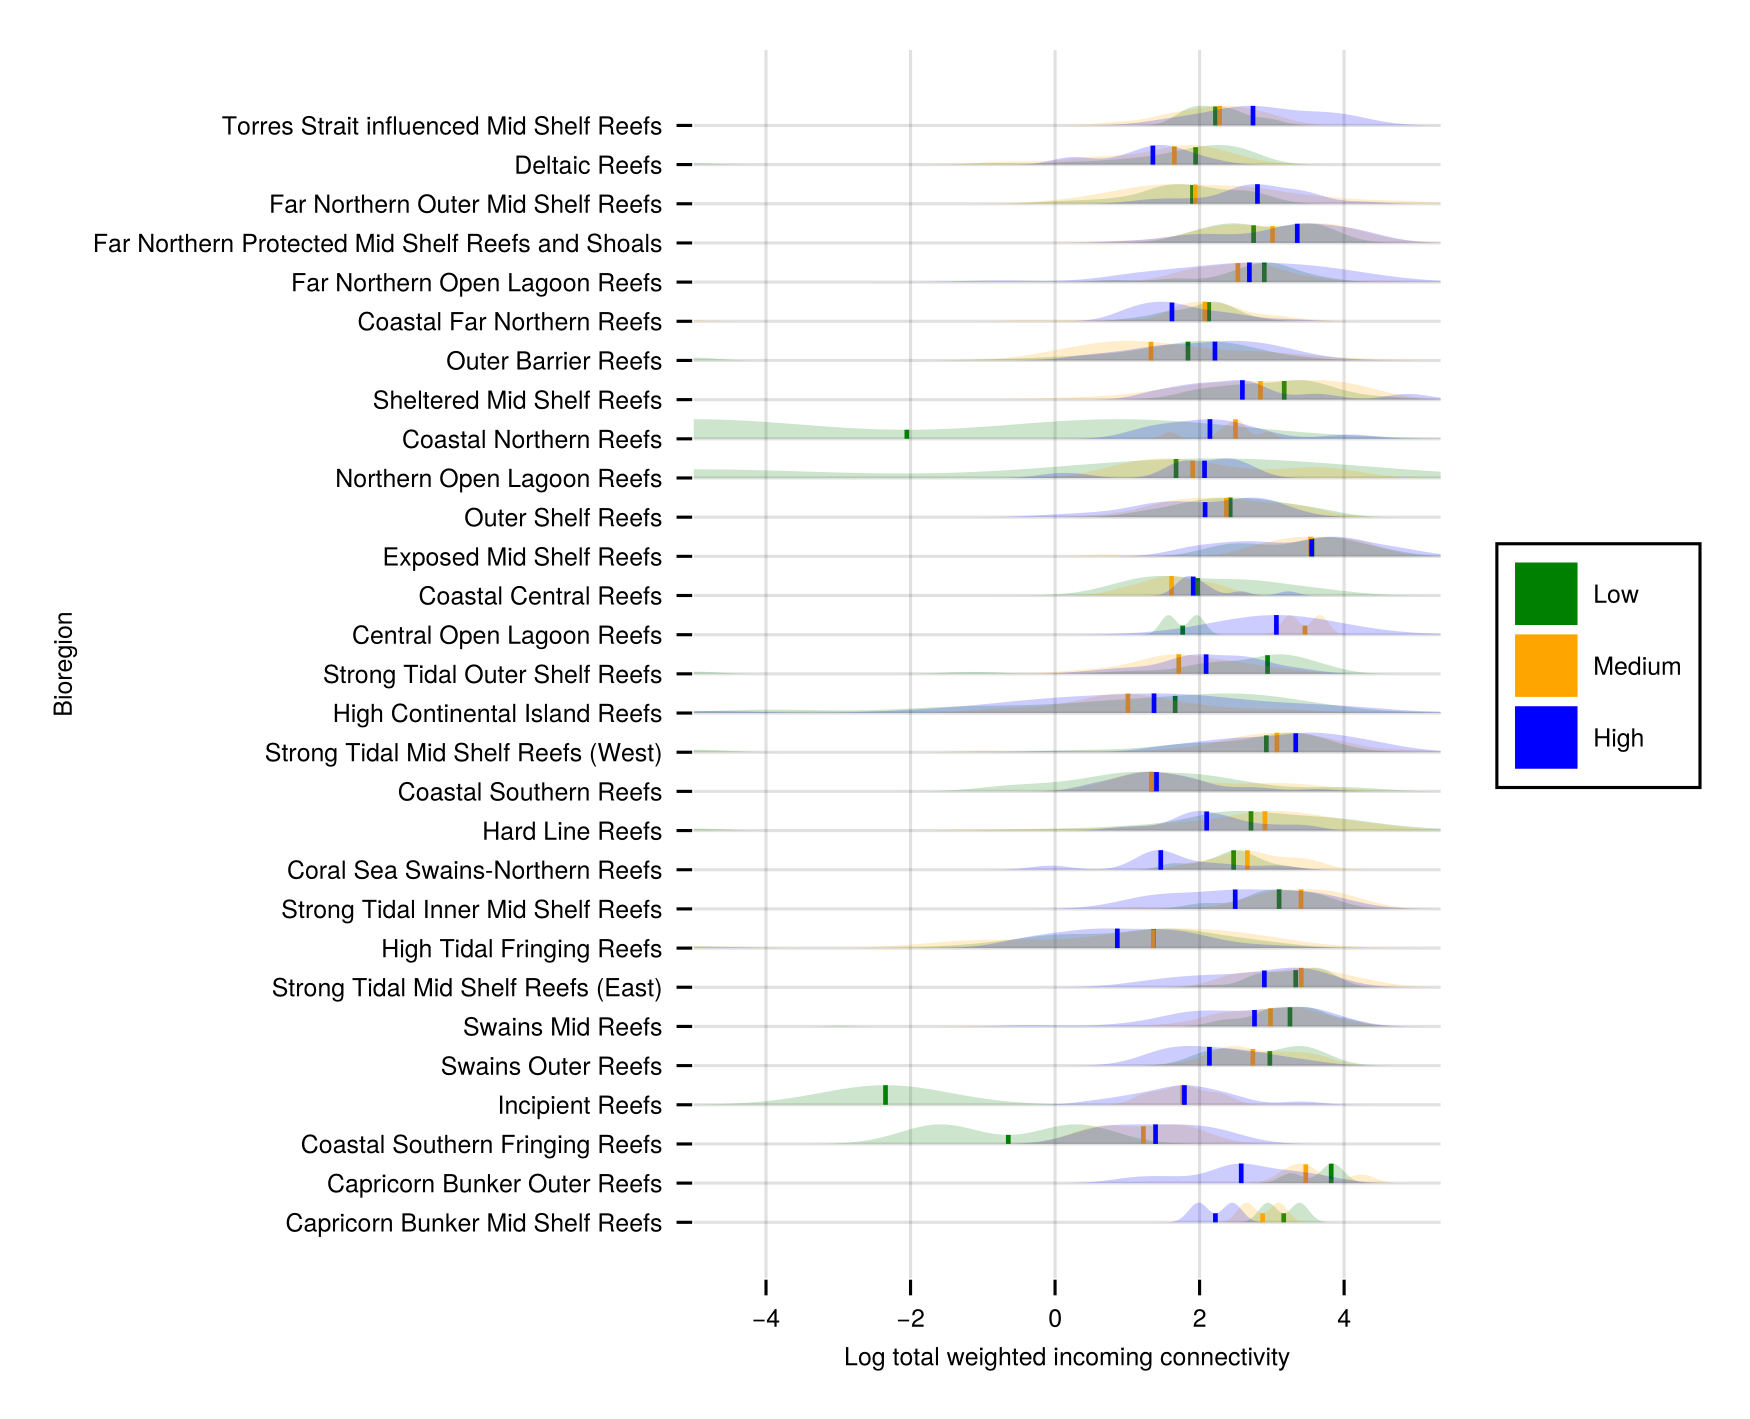 Torres Strait influenced Mid Shelf Reefs
Deltaic Reefs
Far Northern Outer Mid Shelf Reefs
Far Northern Protected Mid Shelf Reefs and Shoals
Far Northern Open Lagoon Reefs
Coastal Far Northern Reefs
Outer Barrier Reefs
Sheltered Mid Shelf Reefs
Coastal Northern Reefs
Northern Open Lagoon Reefs
Outer Shelf Reefs
Exposed Mid Shelf Reefs
Coastal Central Reefs
Central Open Lagoon Reefs
Strong Tidal Outer Shelf Reefs
High Continental Island Reefs
Strong Tidal Mid Shelf Reefs (West)
Coastal Southern Reefs
Hard Line Reefs
Coral Sea Swains-Northern Reefs
Strong Tidal Inner Mid Shelf Reefs
High Tidal Fringing Reefs
Strong Tidal Mid Shelf Reefs (East)
Swains Mid Reefs
Swains Outer Reefs
Incipient Reefs
Coastal Southern Fringing Reefs
Capricorn Bunker Outer Reefs
Capricorn Bunker Mid Shelf Reefs
Bioregion
−4 −2 0 2 4
Log total weighted incoming connectivity
Low
Medium
High